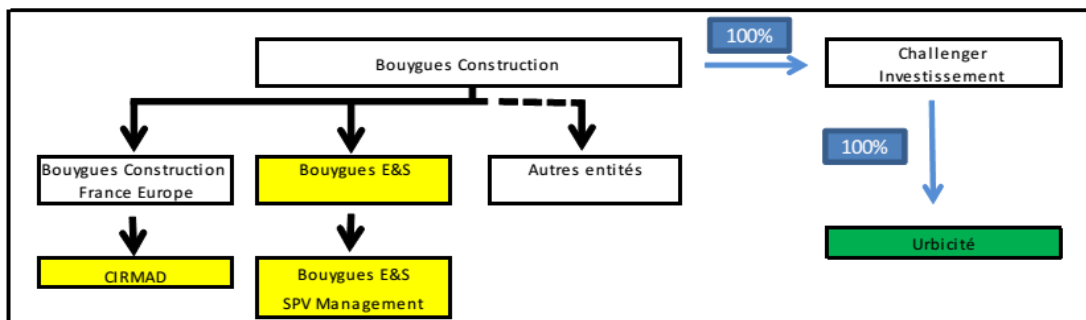 100%
Bouygues Construction
Challenger
Investissement
100%
Bouygues Construction
France Europe
Bouygues E&S
Autres entités
Urbicité
CIRMAD
Bouygues E&S
SPV Management